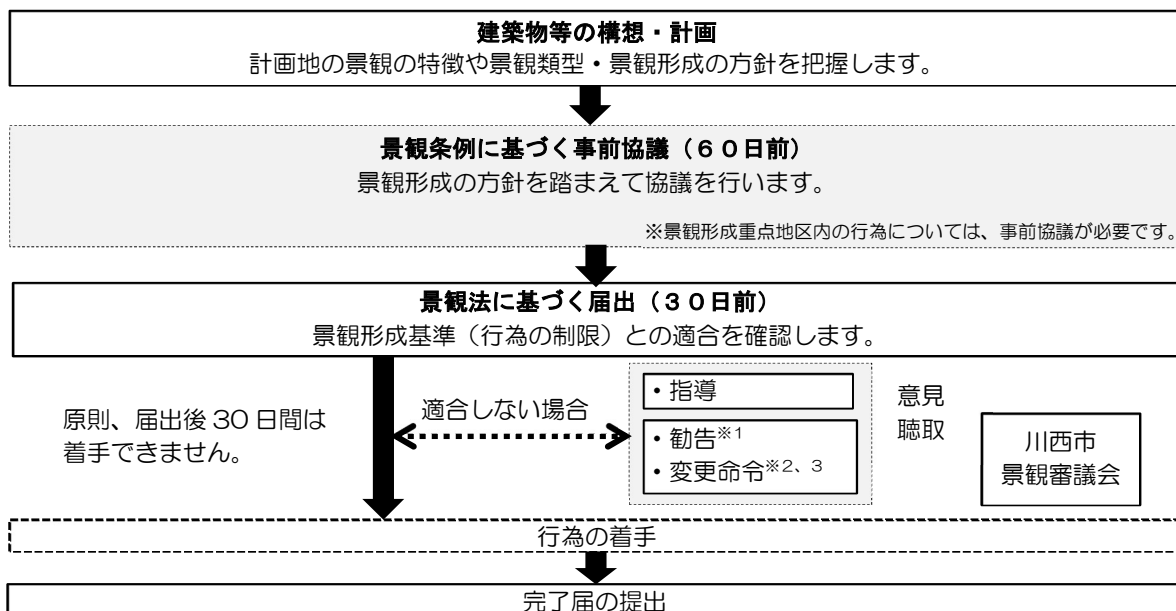 建築物等の構想・計画
計画地の景観の特徴や景観類型・景観形成の方針を把握します。
景観条例に基づく事前協議（６０日前）
景観形成の方針を踏まえて協議を行います。
※景観形成重点地区内の行為については、事前協議が必要です。
景観法に基づく届出（３０日前）
景観形成基準（行為の制限）との適合を確認します。
原則、届出後 30 日間は
着手できません。
適合しない場合
・指導
・勧告※1
・変更命令※2、3
意見
聴取
川西市
景観審議会
行為の着手
完了届の提出